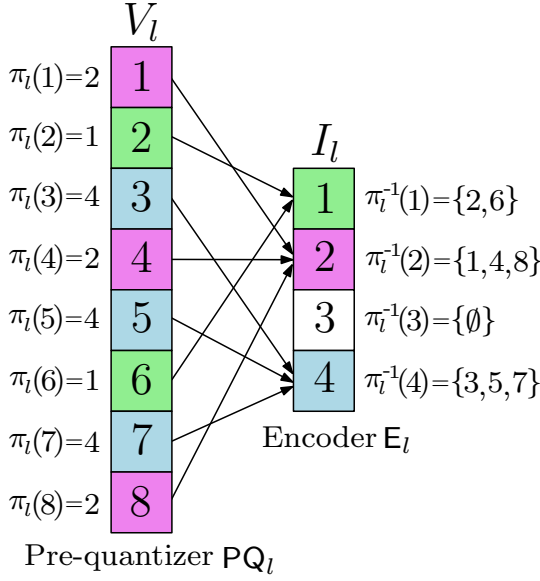 V_l
π_l(1)=2 1
π_l(2)=1 2
π_l(3)=4 3
π_l(4)=2 4
π_l(5)=4 5
π_l(6)=1 6
π_l(7)=4 7
π_l(8)=2 8
Pre-quantizer PQ_l
I_l
1 π_l^{-1}(1)={2,6}
2 π_l^{-1}(2)={1,4,8}
3 π_l^{-1}(3)={∅}
4 π_l^{-1}(4)={3,5,7}
Encoder E_l